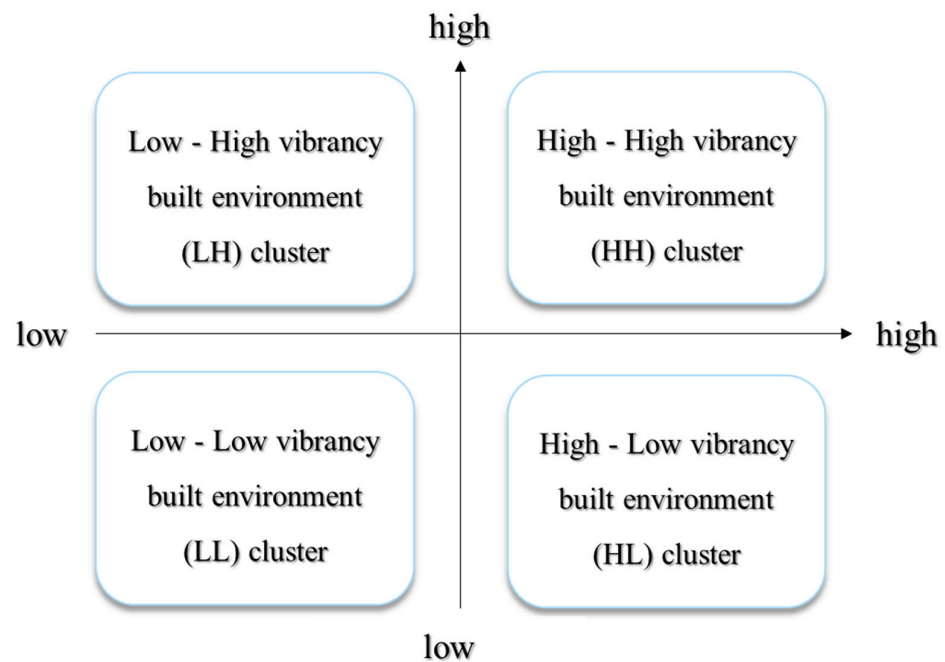 high
Low - High vibrancy
built environment
(LH) cluster
High - High vibrancy
built environment
(HH) cluster
low
high
Low - Low vibrancy
built environment
(LL) cluster
High - Low vibrancy
built environment
(HL) cluster
low